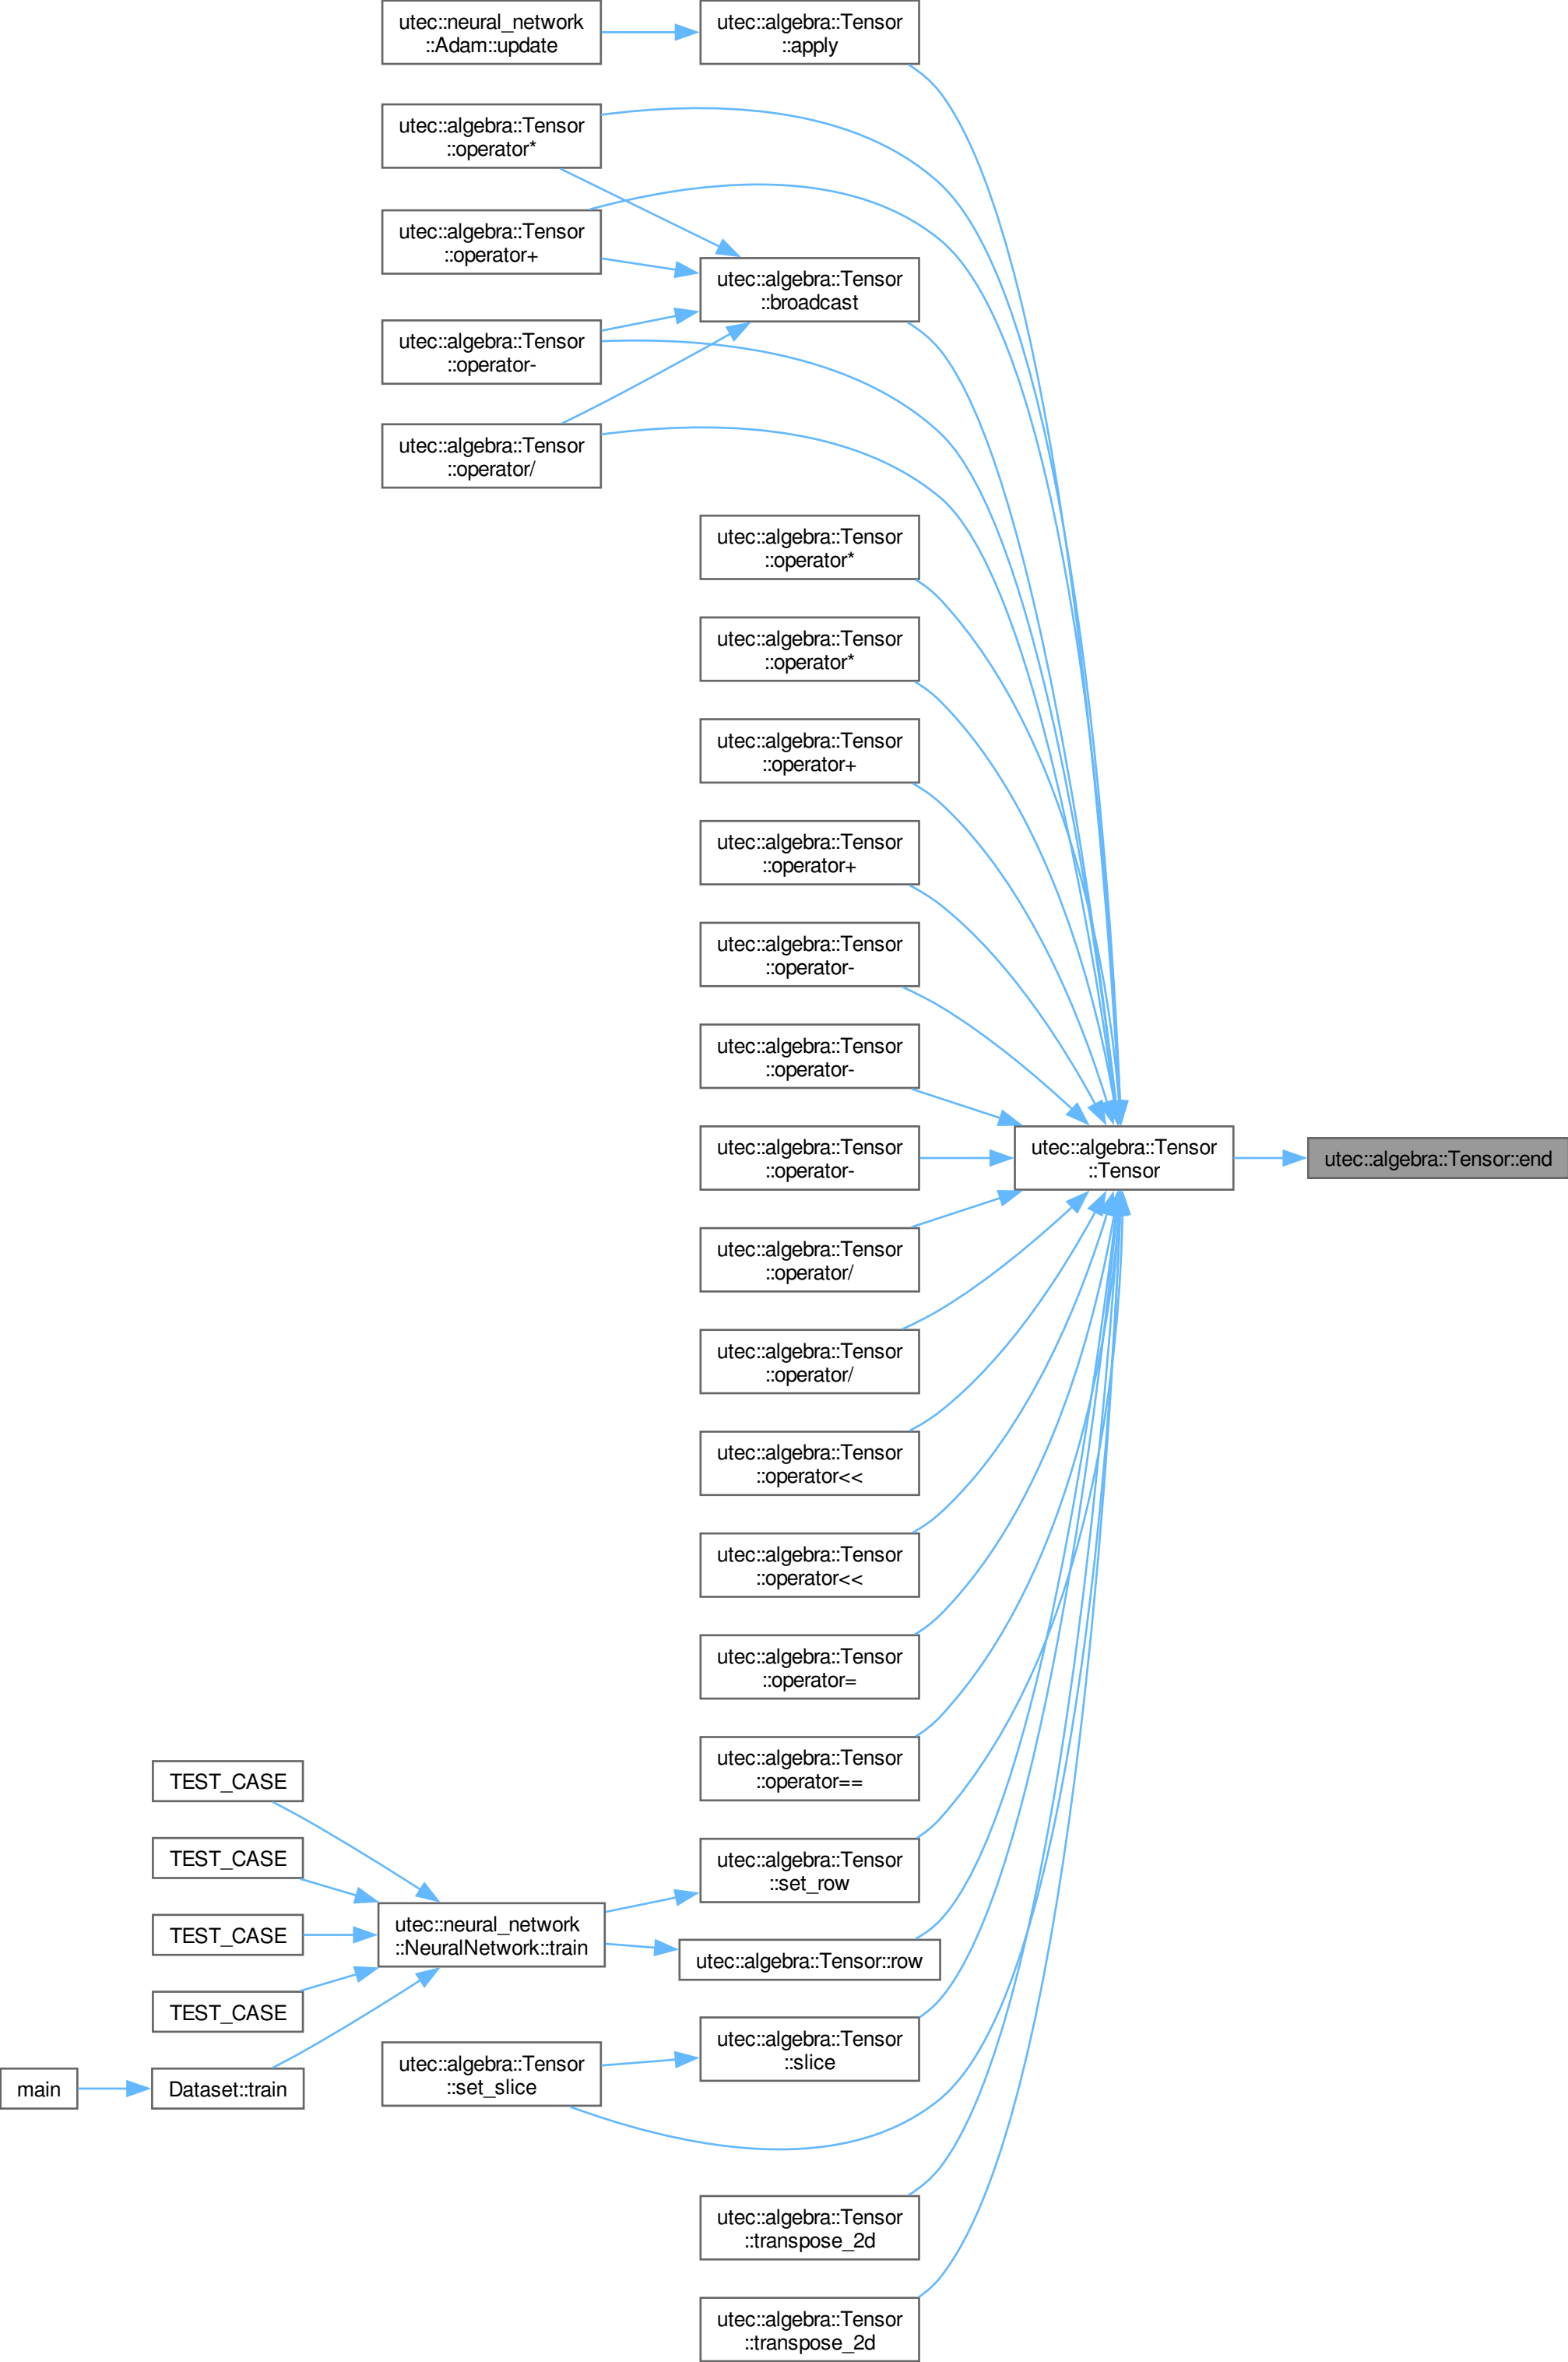 utec::neural_network
::Adam::update
utec::algebra::Tensor
::apply
utec::algebra::Tensor
::operator*
utec::algebra::Tensor
::operator+
utec::algebra::Tensor
::broadcast
utec::algebra::Tensor
::operator-
utec::algebra::Tensor
::operator/
utec::algebra::Tensor
::operator*
utec::algebra::Tensor
::operator*
utec::algebra::Tensor
::operator+
utec::algebra::Tensor
::operator+
utec::algebra::Tensor
::operator-
utec::algebra::Tensor
::operator-
utec::algebra::Tensor
::operator-
utec::algebra::Tensor
::Tensor
utec::algebra::Tensor::end
utec::algebra::Tensor
::operator/
utec::algebra::Tensor
::operator/
utec::algebra::Tensor
::operator<<
utec::algebra::Tensor
::operator<<
utec::algebra::Tensor
::operator=
utec::algebra::Tensor
::operator==
TEST_CASE
TEST_CASE
utec::algebra::Tensor
::set_row
TEST_CASE
utec::neural_network
::NeuralNetwork::train
utec::algebra::Tensor::row
TEST_CASE
utec::algebra::Tensor
::slice
main
Dataset::train
utec::algebra::Tensor
::set_slice
utec::algebra::Tensor
::transpose_2d
utec::algebra::Tensor
::transpose_2d